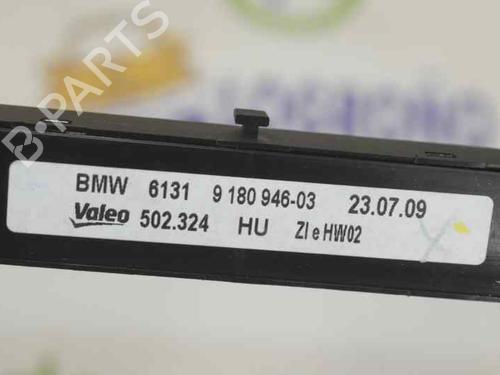 B-PARTS
BMW 6131 9 180 946-03 23.07.09
Valeo 502.324 HU ZI e HW02